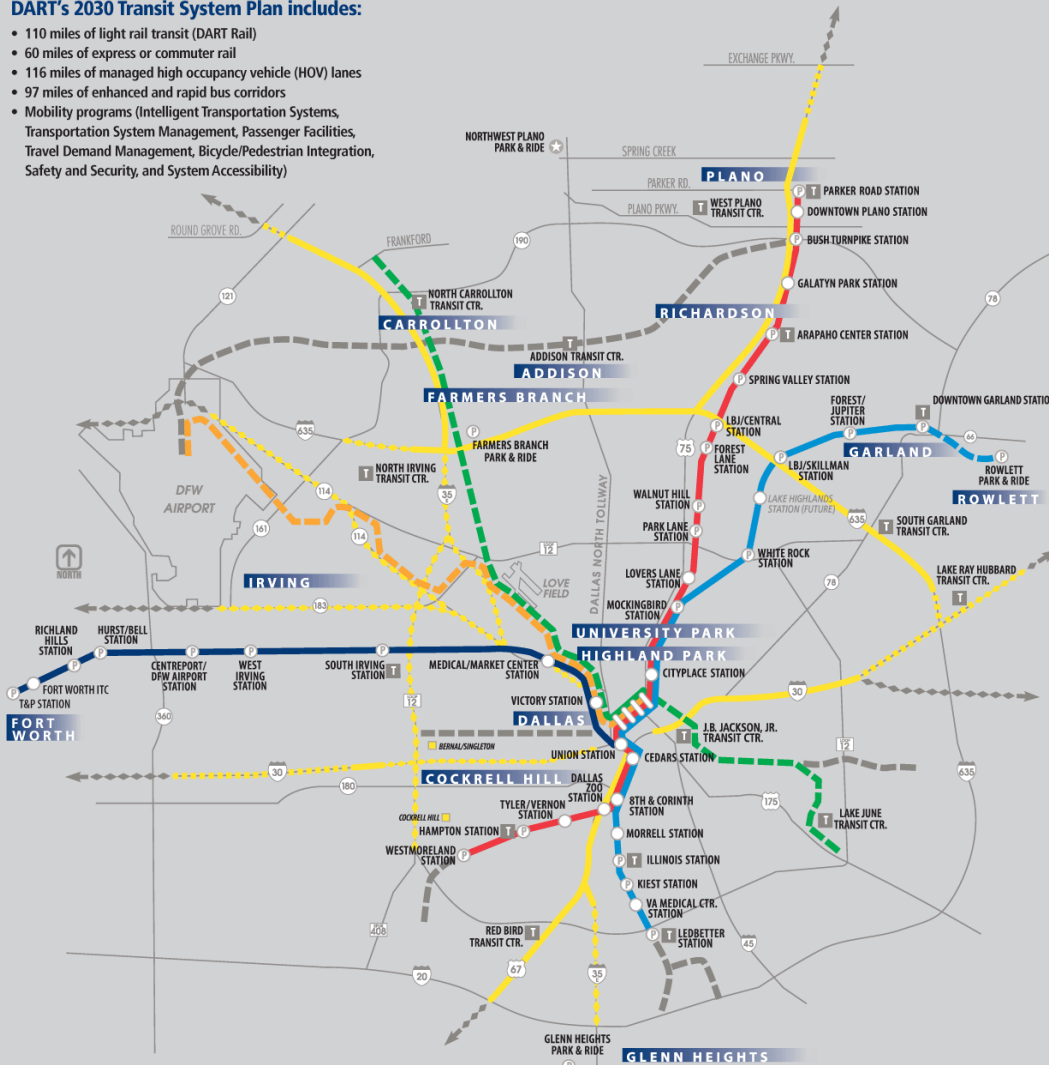 DART's 2030 Transit System Plan includes:
• 110 miles of light rail transit (DART Rail)
• 60 miles of express or commuter rail
• 116 miles of managed high occupancy vehicle (HOV) lanes
• 97 miles of enhanced and rapid bus corridors
• Mobility programs (Intelligent Transportation Systems,
Transportation System Management, Passenger Facilities,
Travel Demand Management, Bicycle/Pedestrian Integration,
Safety and Security, and System Accessibility)
EXCHANGE PKWY.
NORTHWEST PLANO
PARK & RIDE
SPRING CREEK
PLANO
PARKER RD.
P
T
PARKER ROAD STATION
T
WEST PLANO
TRANSIT CTR.
PLANO PKWY.
DOWNTOWN PLANO STATION
ROUND GROVE RD.
FRANKFORD
190
P
BUSH TURNPIKE STATION
GALATYN PARK STATION
121
T
NORTH CARROLLTON
TRANSIT CTR.
78
RICHARDSON
CARROLLTON
P
T
ARAPAHO CENTER STATION
T
ADDISON TRANSIT CTR.
ADDISON
P
SPRING VALLEY STATION
FARMERS BRANCH
FOREST/
JUPITER
STATION
P
T
DOWNTOWN GARLAND STATIO
P
635
P
FARMERS BRANCH
PARK & RIDE
P
LBJ/CENTRAL
STATION
66
75
P
FOREST
LANE
STATION
GARLAND
P
LBJ/SKILLMAN
STATION
P
ROWLETT
PARK & RIDE
T
NORTH IRVING
TRANSIT CTR.
DFW
AIRPORT
114
35
DALLAS NORTH TOLLWAY
WALNUT HILL
STATION
P
LAKE HIGHLANDS
STATION (FUTURE)
ROWLETT
635
T
SOUTH GARLAND
TRANSIT CTR.
161
114
PARK LANE
STATION
P
LOOP
12
P
WHITE ROCK
STATION
NORTH
IRVING
LOVE
FIELD
LOVERS LANE
STATION
P
78
LAKE RAY HUBBARD
TRANSIT CTR.
T
183
MOCKINGBIRD
STATION
P
RICHLAND
HILLS
STATION
P
HURST/BELL
STATION
P
UNIVERSITY PARK
HIGHLAND PARK
P
CENTREPORT/
DFW AIRPORT
STATION
P
WEST
IRVING
STATION
P
SOUTH IRVING
STATION
T
MEDICAL/MARKET CENTER
STATION
CITYPLACE STATION
P
FORT WORTH ITC
T&P STATION
LOOP
12
VICTORY STATION
P
30
FORT
WORTH
360
DALLAS
T
J.B. JACKSON, JR.
TRANSIT CTR.
BERNAL/SINGLETON
UNION STATION
CEDARS STATION
LOOP
12
30
180
COCKRELL HILL
DALLAS
ZOO
STATION
635
175
P
P
8TH & CORINTH
STATION
TYLER/VERNON
STATION
COCKRELL HILL
HAMPTON STATION
T
P
T
LAKE JUNE
TRANSIT CTR.
MORRELL STATION
WESTMORELAND
STATION
P
P
T
ILLINOIS STATION
P
KIEST STATION
VA MEDICAL CTR.
STATION
LOOP
408
RED BIRD
TRANSIT CTR.
T
P
T
LEDBETTER
STATION
45
20
67
35
GLENN HEIGHTS
PARK & RIDE
GLENN HEIGHTS